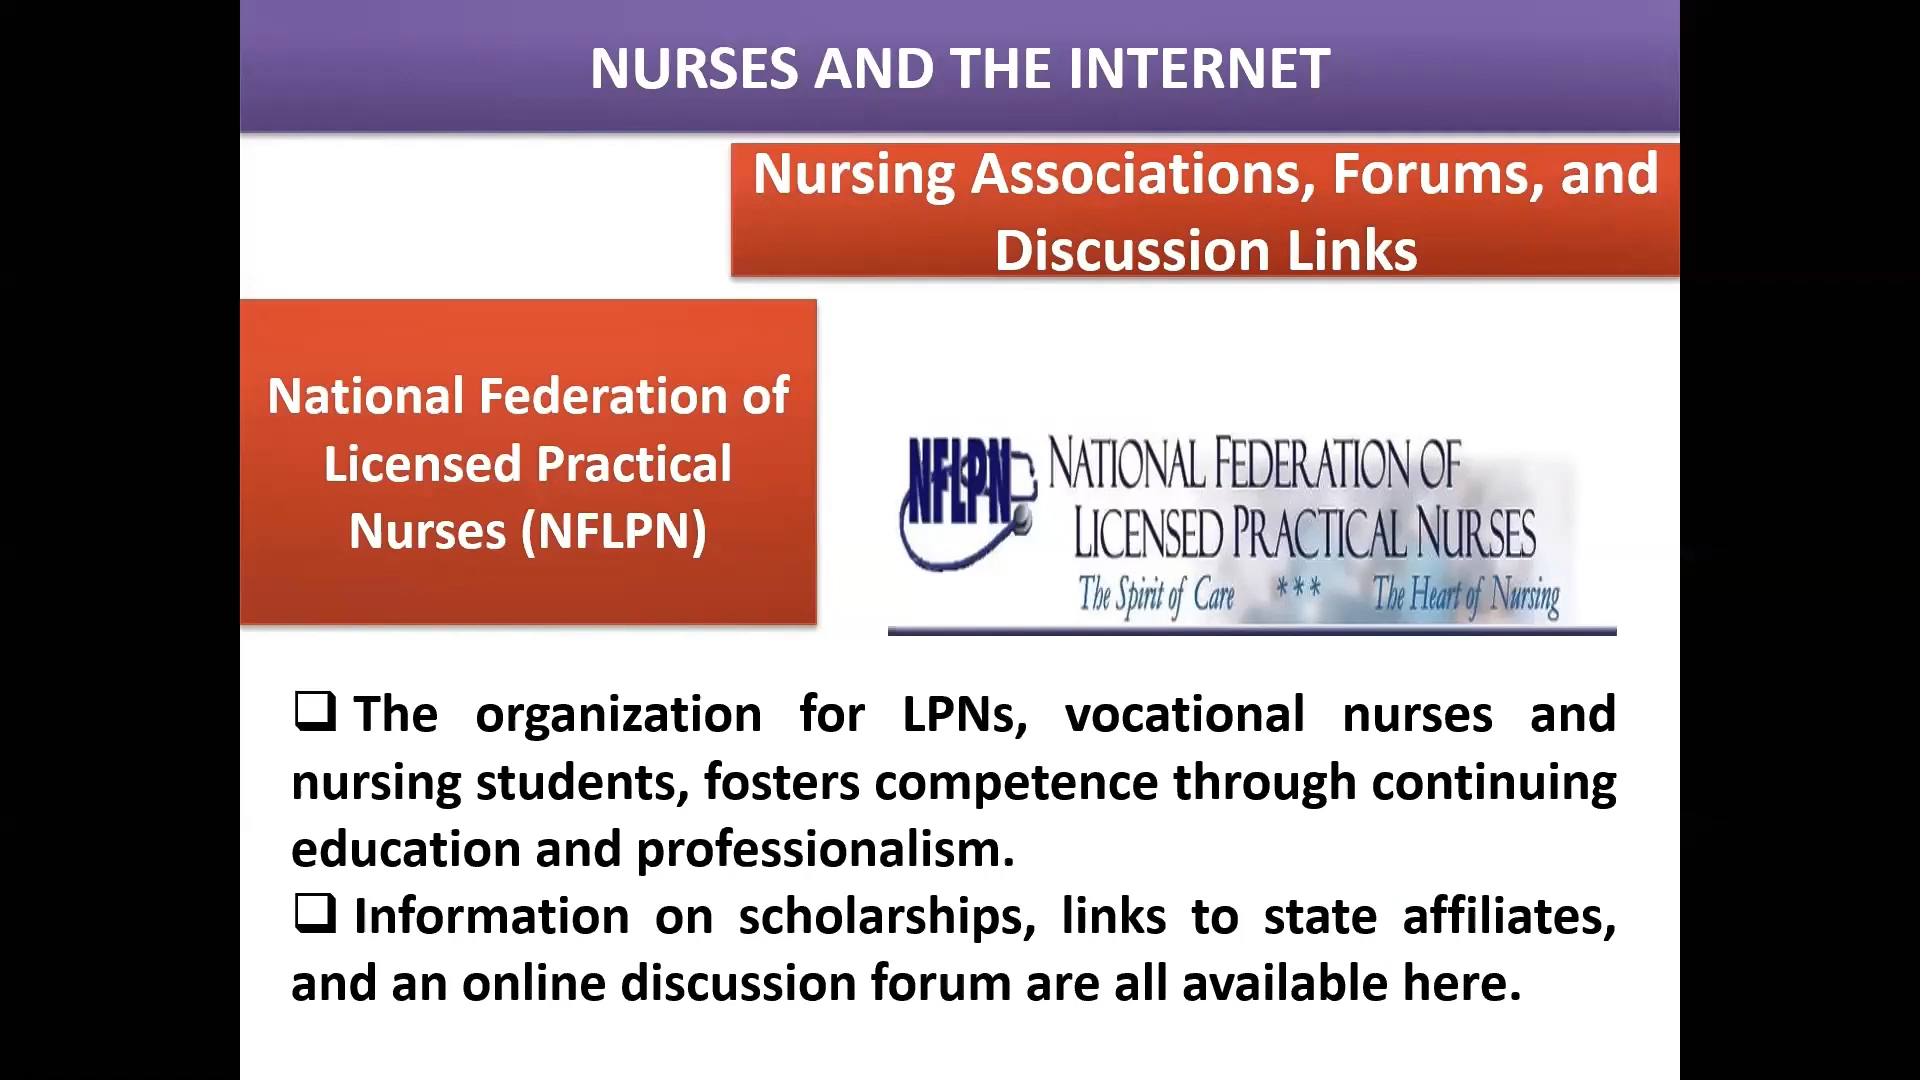 NURSES AND THE INTERNET
Nursing Associations, Forums, and
Discussion Links
National Federation of
Licensed Practical
Nurses (NFLPN)
NFLPN
NATIONAL FEDERATION OF
LICENSED PRACTICAL NURSES
The Spirit of Care *** The Heart of Nursing
❑ The organization for LPNs, vocational nurses and
nursing students, fosters competence through continuing
education and professionalism.
❑ Information on scholarships, links to state affiliates,
and an online discussion forum are all available here.